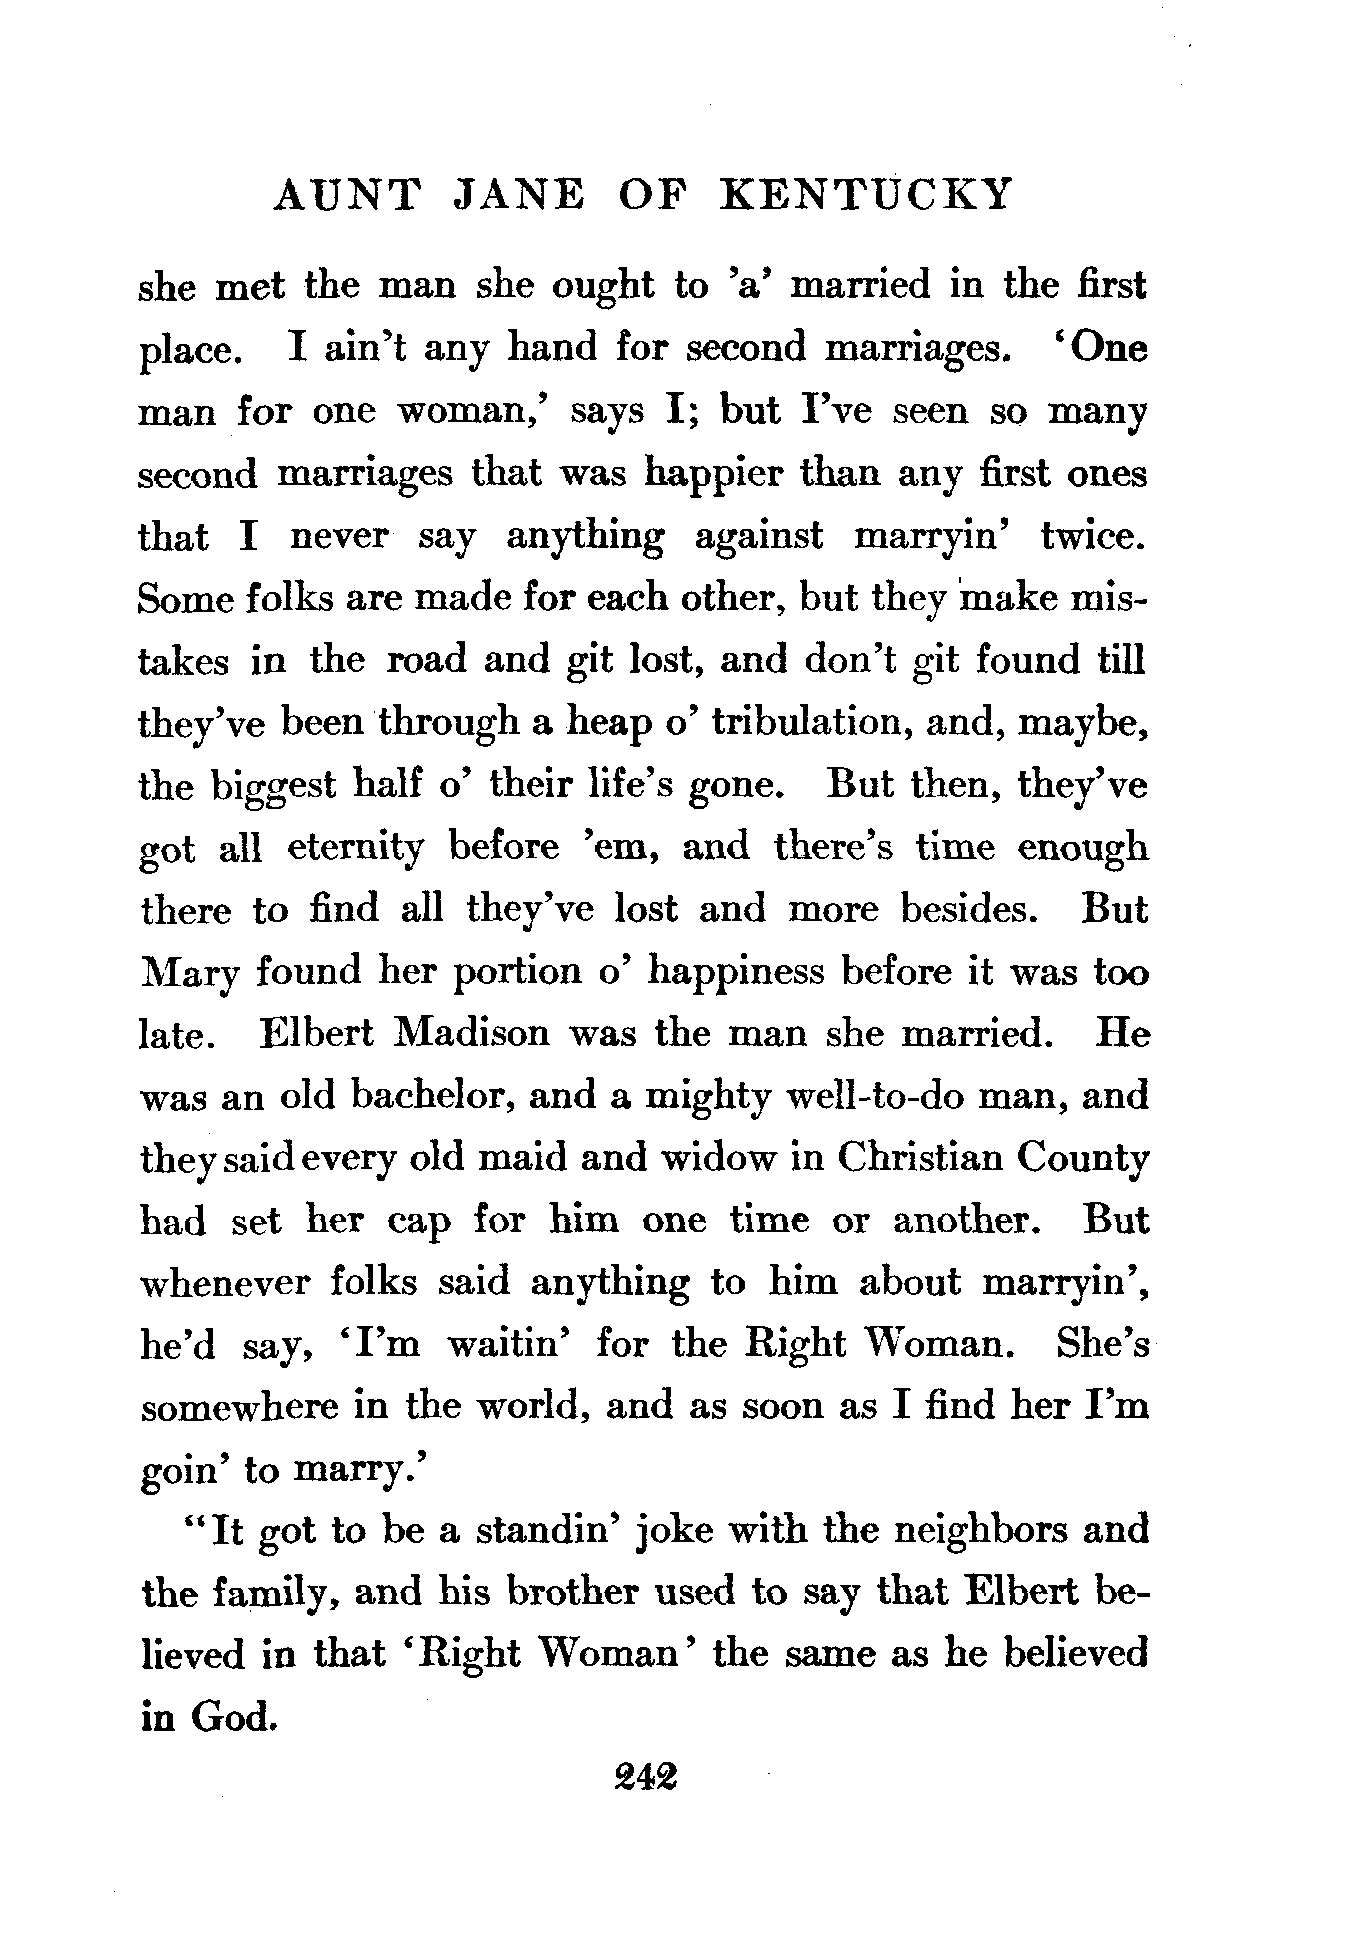 AUNT JANE OF KENTUCKY
she met the man she ought to ’a’ married in the first
place. I ain’t any hand for second marriages. ‘One
man for one woman,’ says I; but I’ve seen so many
second marriages that was happier than any first ones
that I never say anything against marryin’ twice.
Some folks are made for each other, but they make mis-
takes in the road and git lost, and don’t git found till
they’ve been through a heap o’ tribulation, and, maybe,
the biggest half o’ their life’s gone. But then, they’ve
got all eternity before ’em, and there’s time enough
there to find all they’ve lost and more besides. But
Mary found her portion o’ happiness before it was too
late. Elbert Madison was the man she married. He
was an old bachelor, and a mighty well-to-do man, and
they said every old maid and widow in Christian County
had set her cap for him one time or another. But
whenever folks said anything to him about marryin’,
he’d say, ‘I’m waitin’ for the Right Woman. She’s
somewhere in the world, and as soon as I find her I’m
goin’ to marry.’
“It got to be a standin’ joke with the neighbors and
the family, and his brother used to say that Elbert be-
lieved in that ‘Right Woman’ the same as he believed
in God.
242